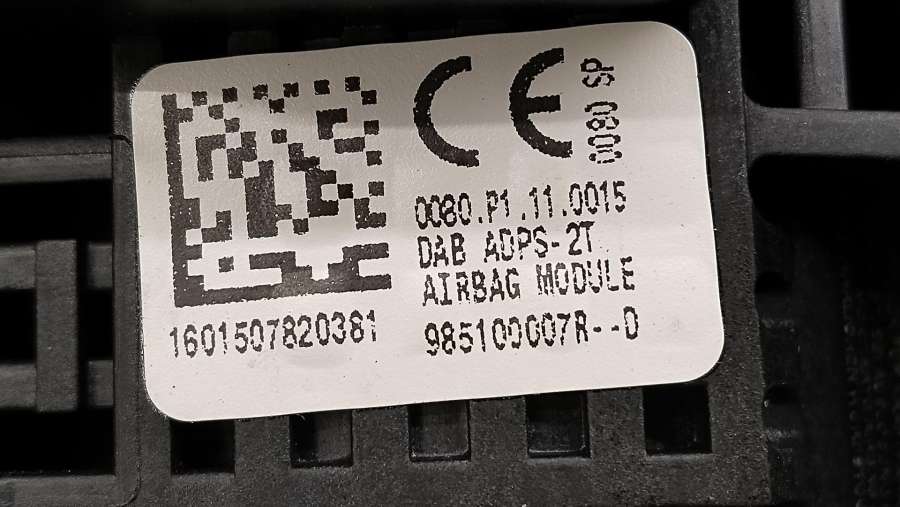 CE 0080 SP
0080.P1.11.0015
DAB ADPS-2T
AIRBAG MODULE
1601507820381
985100007R--D